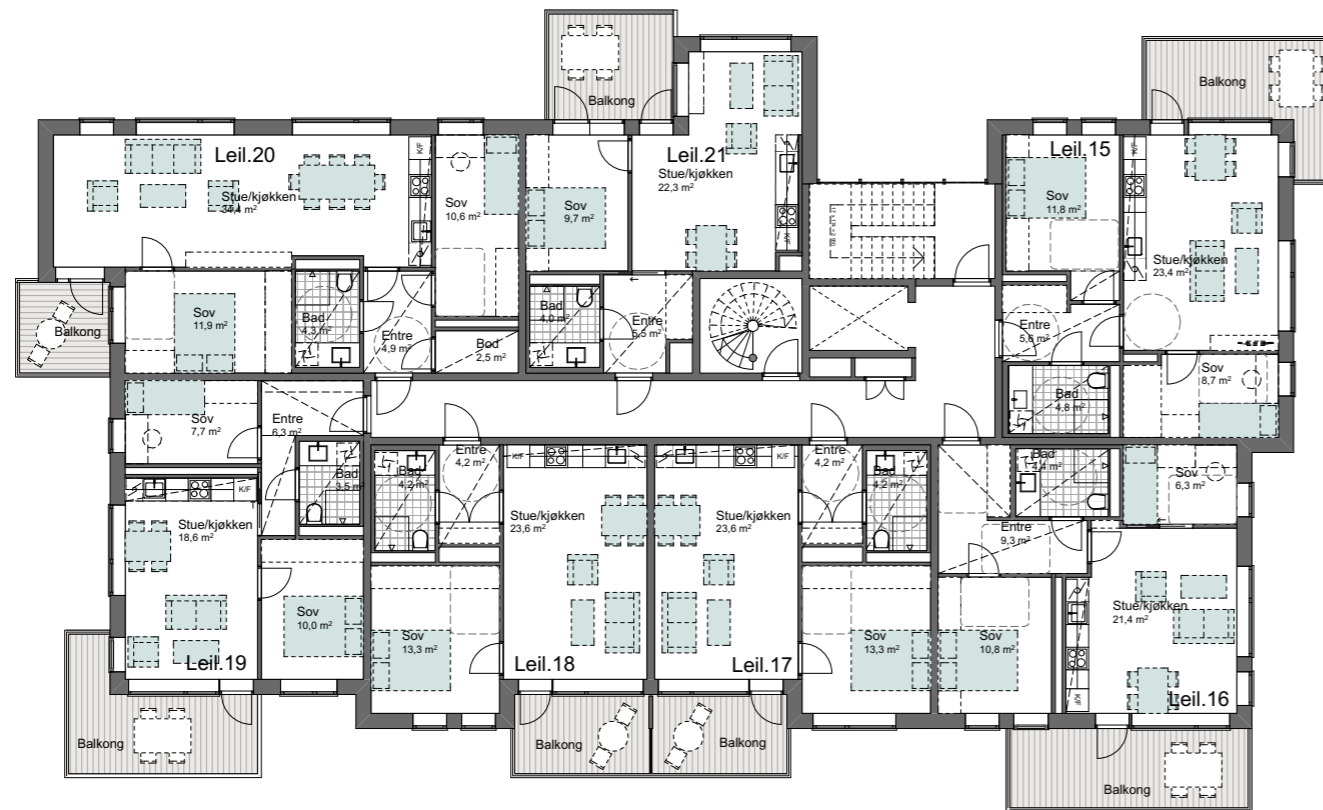 Balkong
Leil.20
Stue/kjøkken
34,4 m²
K/F
Sov
10,6 m²
Sov
11,9 m²
Bad
4,3 m²
Entre
4,9 m²
Bod
2,5 m²
Balkong
Leil.21
Stue/kjøkken
22,3 m²
K/F
Sov
9,7 m²
Bad
4,0 m²
Entre
5,5 m²
Balkong
Leil.15
Sov
11,8 m²
K/F
Stue/kjøkken
23,4 m²
Entre
5,6 m²
Bad
4,8 m²
Sov
8,7 m²
Sov
7,7 m²
Entre
6,3 m²
Bad
3,5 m²
K/F
Stue/kjøkken
18,6 m²
Sov
10,0 m²
Leil.19
Balkong
Bad
4,2 m²
Entre
4,2 m²
K/F
Stue/kjøkken
23,6 m²
Sov
13,3 m²
Leil.18
Balkong
K/F
Entre
4,2 m²
Bad
4,2 m²
Stue/kjøkken
23,6 m²
Sov
13,3 m²
Leil.17
Balkong
Bad
4,4 m²
Sov
6,3 m²
Entre
9,3 m²
Stue/kjøkken
21,4 m²
Sov
10,8 m²
K/F
Leil.16
Balkong